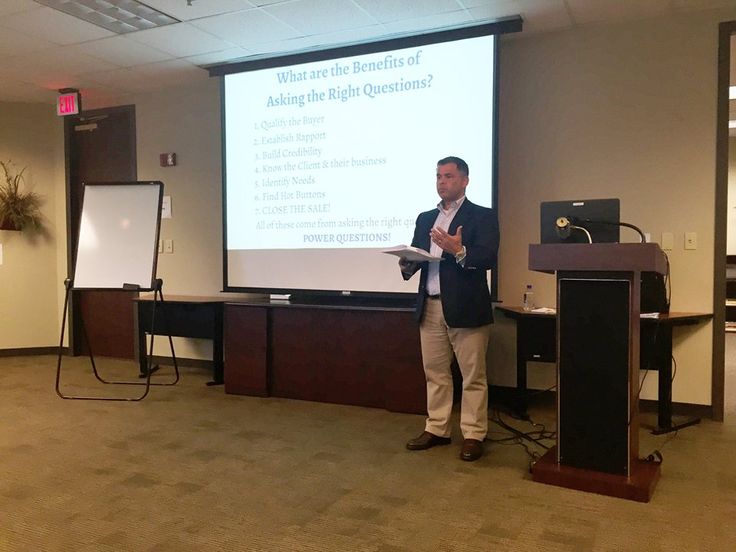 EXIT
What are the Benefits of
Asking the Right Questions?
1. Qualify the Buyer
2. Establish Rapport
3. Build Credibility
4. Know the Client & their business
5. Identify Needs
6. Find Hot Buttons
7. CLOSE THE SALE!
All of these come from asking the right
POWER QUESTIONS!